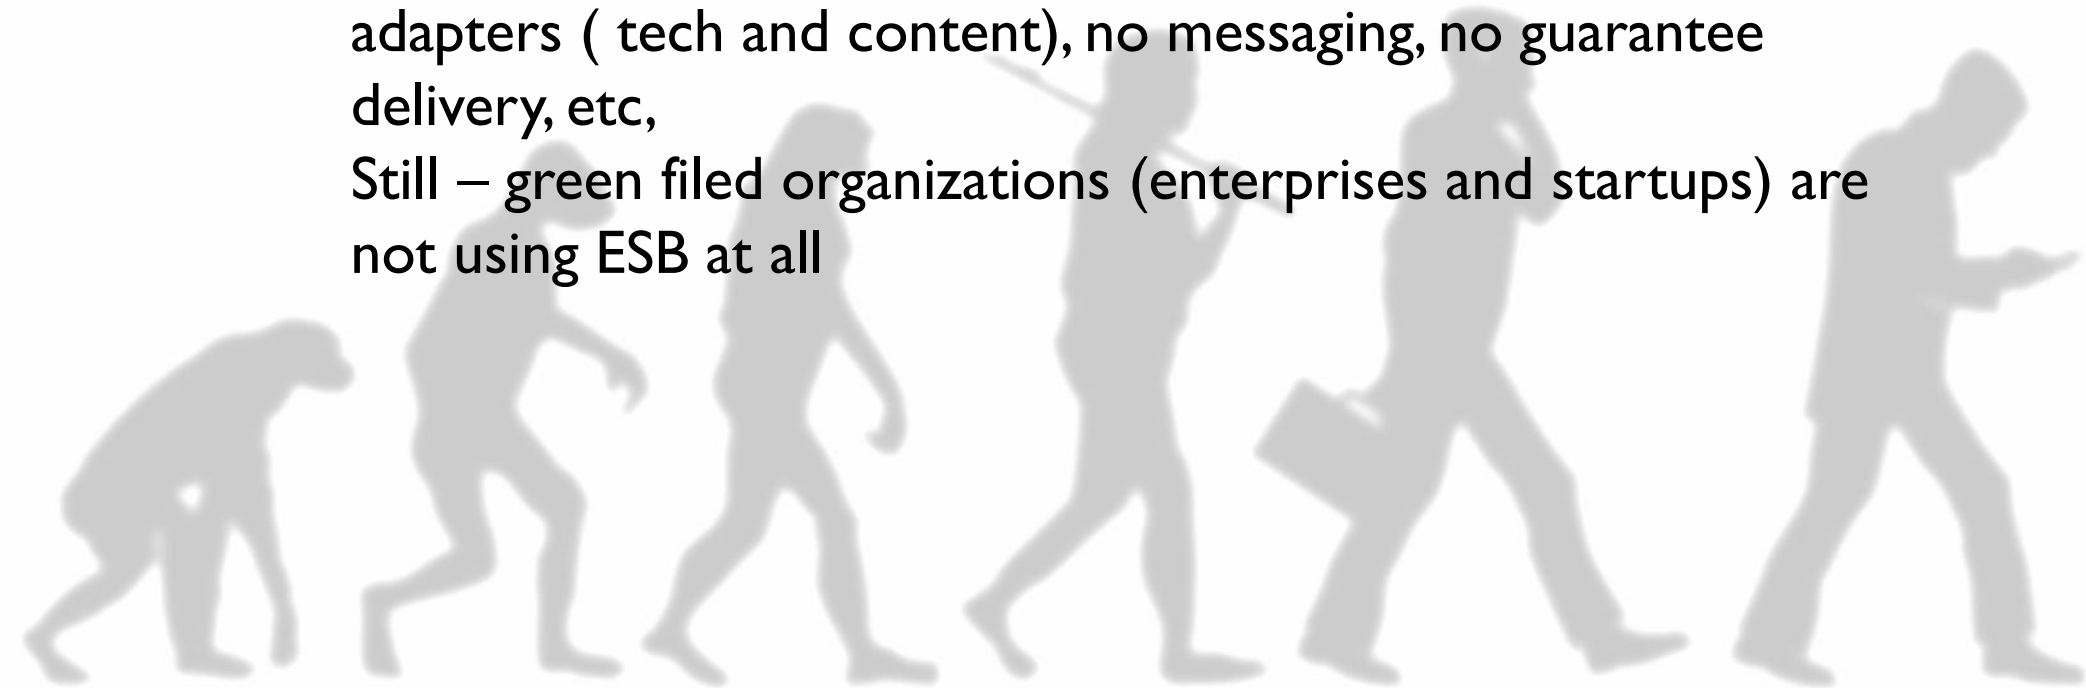 adapters ( tech and content), no messaging, no guarantee
delivery, etc,
Still – green filed organizations (enterprises and startups) are
not using ESB at all